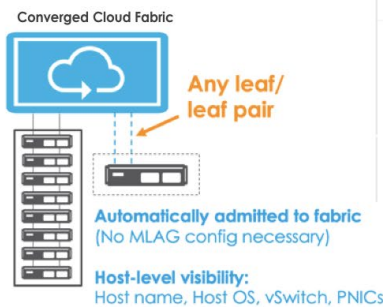 Converged Cloud Fabric
Any leaf/
leaf pair
Automatically admitted to fabric
(No MLAG config necessary)
Host-level visibility:
Host name, Host OS, vSwitch, PNICs